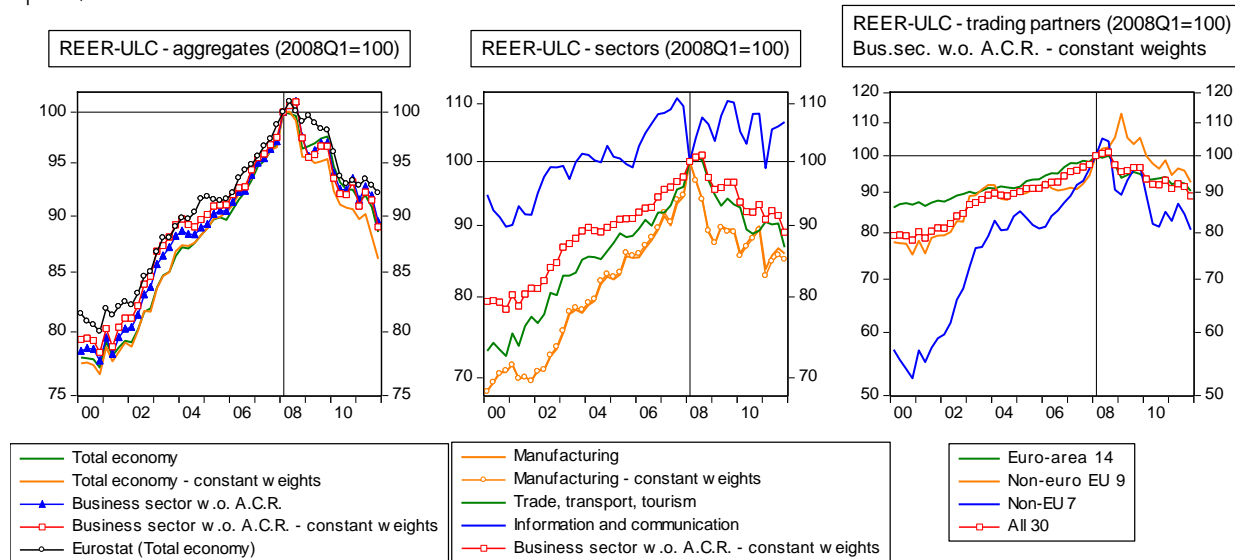 REER-ULC - aggregates (2008Q1=100)
REER-ULC - sectors (2008Q1=100)
REER-ULC - trading partners (2008Q1=100)
Bus.sec. w.o. A.C.R. - constant weights
100
95
90
85
80
75
100
95
90
85
80
75
00 02 04 06 08 10
110
100
90
80
70
110
100
90
80
70
00 02 04 06 08 10
120
110
100
90
80
70
60
50
120
110
100
90
80
70
60
50
00 02 04 06 08 10
Total economy
Total economy - constant weights
Business sector w.o. A.C.R.
Business sector w.o. A.C.R. - constant weights
Eurostat (Total economy)
Manufacturing
Manufacturing - constant weights
Trade, transport, tourism
Information and communication
Business sector w.o. A.C.R. - constant weights
Euro-area 14
Non-euro EU 9
Non-EU 7
All 30